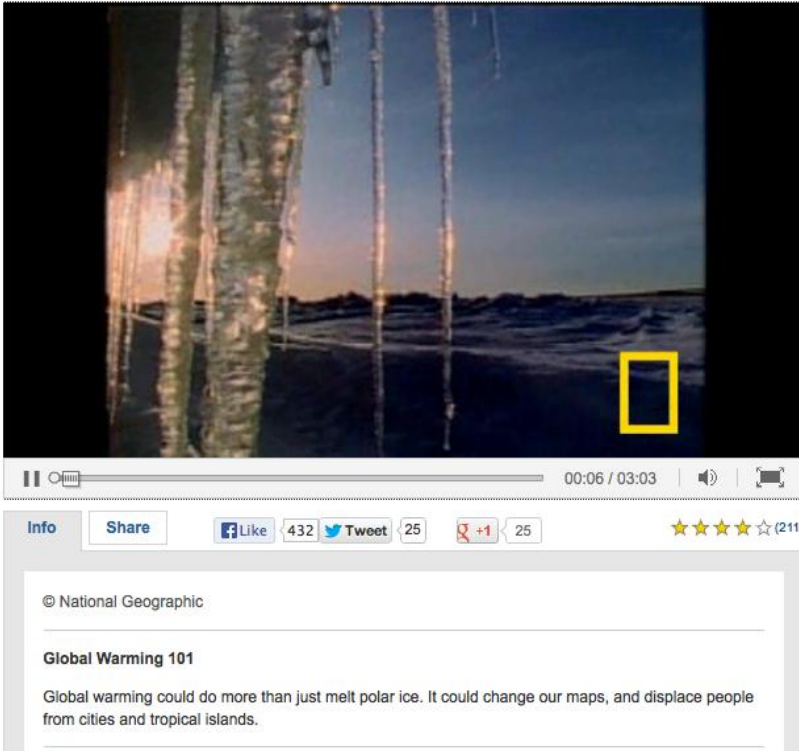 00:06 / 03:03
Info Share Like 432 Tweet 25 g +1 25 (211
© National Geographic
Global Warming 101
Global warming could do more than just melt polar ice. It could change our maps, and displace people
from cities and tropical islands.